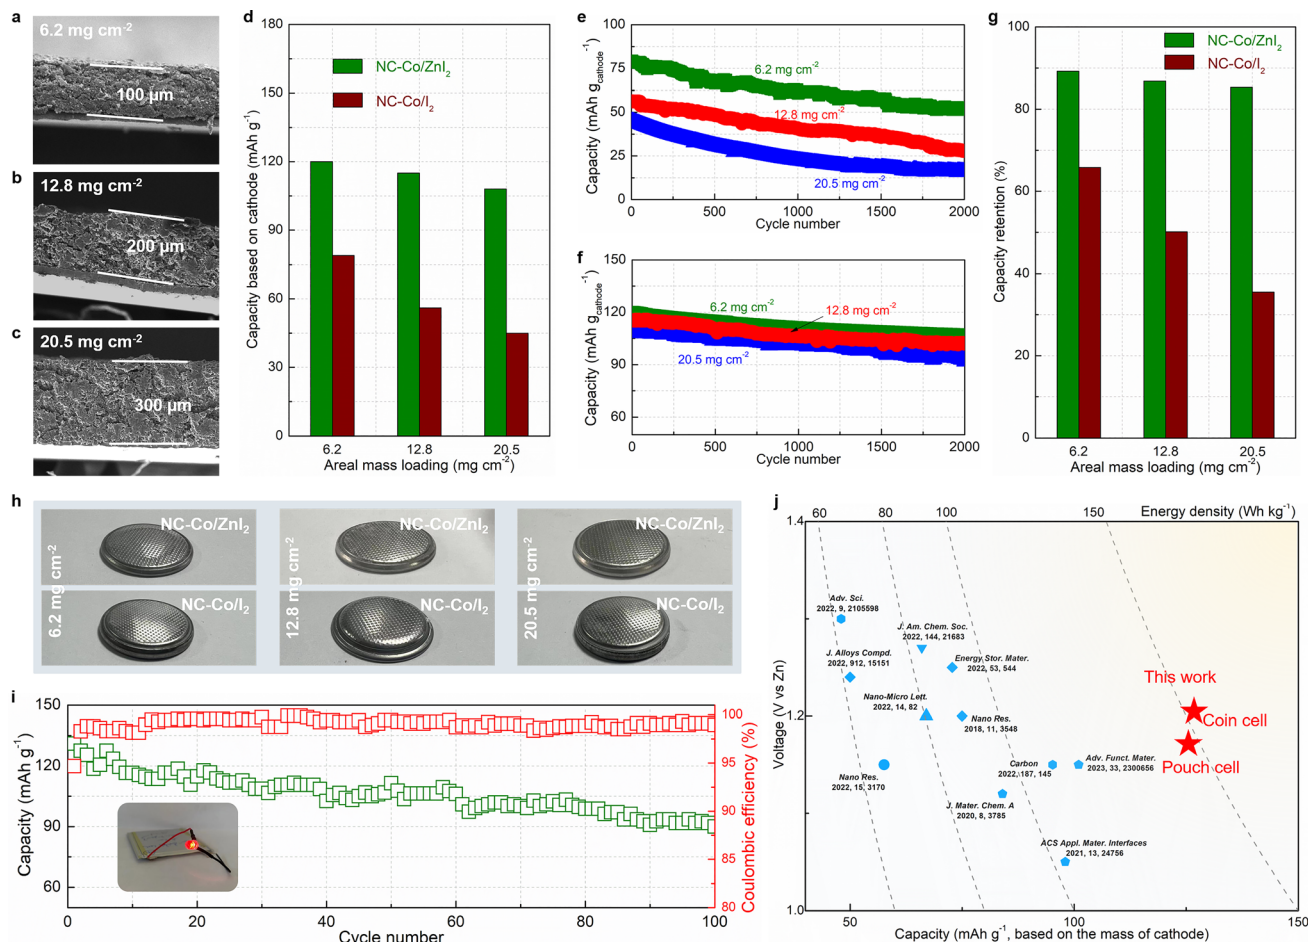 a
6.2 mg cm⁻²
100 μm
b
12.8 mg cm⁻²
200 μm
c
20.5 mg cm⁻²
300 μm
d
180
150
120
90
60
30
0
Capacity based on cathode (mAh g⁻¹)
NC-Co/ZnI₂
NC-Co/I₂
6.2
12.8
20.5
Areal mass loading (mg cm⁻²)
e
100
75
50
25
0
Capacity (mAh g_cathode⁻¹)
6.2 mg cm⁻²
12.8 mg cm⁻²
20.5 mg cm⁻²
0
500
1000
1500
2000
Cycle number
f
150
120
90
60
Capacity (mAh g_cathode⁻¹)
6.2 mg cm⁻²
12.8 mg cm⁻²
20.5 mg cm⁻²
0
500
1000
1500
2000
Cycle number
g
100
80
60
40
20
0
Capacity retention (%)
NC-Co/ZnI₂
NC-Co/I₂
6.2
12.8
20.5
Areal mass loading (mg cm⁻²)
h
6.2 mg cm⁻²
NC-Co/ZnI₂
NC-Co/I₂
12.8 mg cm⁻²
NC-Co/ZnI₂
NC-Co/I₂
20.5 mg cm⁻²
NC-Co/ZnI₂
NC-Co/I₂
i
150
120
90
60
Capacity (mAh g⁻¹)
100
95
90
85
80
Coulombic efficiency (%)
0
20
40
60
80
100
Cycle number
j
60
80
100
150
Energy density (Wh kg⁻¹)
1.4
1.2
1.0
Voltage (V vs Zn)
Adv. Sci.
2022, 9, 2105598
J. Am. Chem. Soc.
2022, 144, 21683
J. Alloys Compd.
2022, 912, 15151
Energy Stor. Mater.
2022, 53, 544
Nano-Micro Lett.
2022, 14, 82
Nano Res.
2018, 11, 3548
Nano Res.
2022, 15, 3170
Carbon
2022, 187, 145
Adv. Funct. Mater.
2023, 33, 2300656
J. Mater. Chem. A
2020, 8, 3785
ACS Appl. Mater. Interfaces
2021, 13, 24756
This work
Coin cell
Pouch cell
50
100
150
Capacity (mAh g⁻¹, based on the mass of cathode)